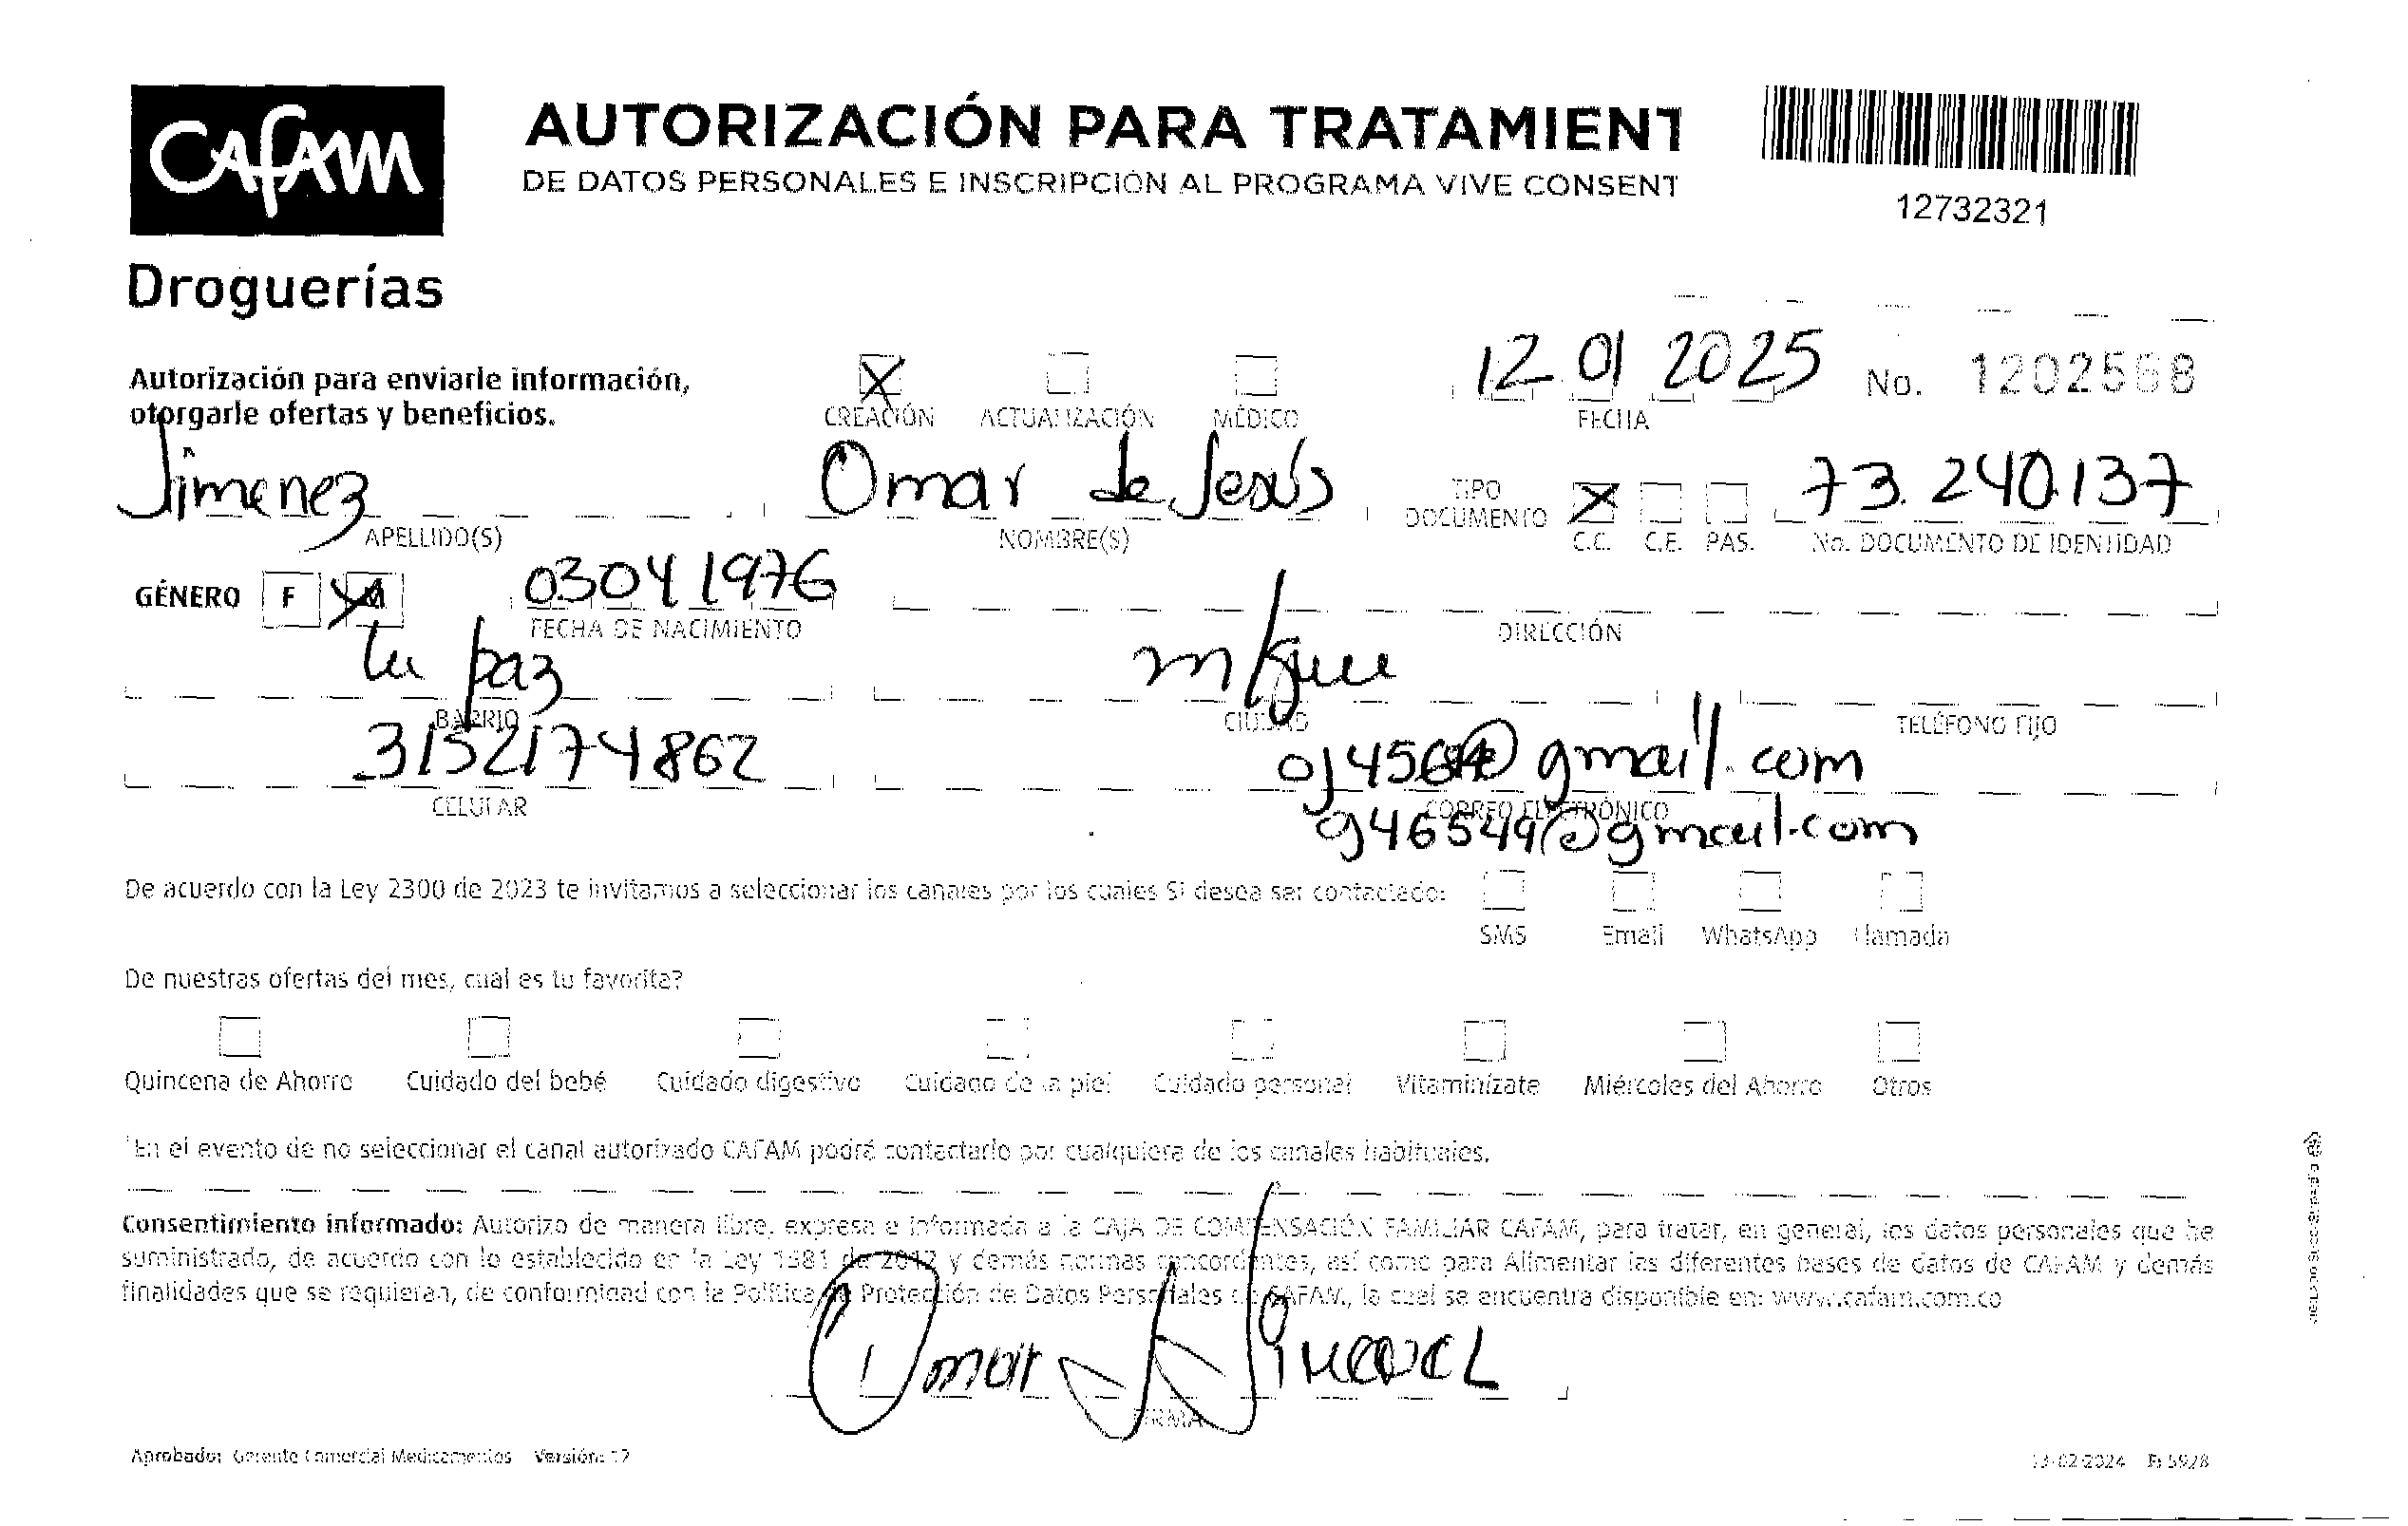 CAFAM
Droguerías
AUTORIZACIÓN PARA TRATAMIENT
DE DATOS PERSONALES E INSCRIPCIÓN AL PROGRAMA VIVE CONSENT
12732321
Autorización para enviarle información,
otorgarle ofertas y beneficios.
X
CREACIÓN ACTUALIZACIÓN MÉDICO
12 01 2025
FECHA
No.
Jimenez
APELLIDO(S)
Omar de Jesús
NOMBRE(S)
TIPO
DOCUMENTO
X
C.C. C.E. PAS.
73.240.137
No. DOCUMENTO DE IDENTIDAD
GÉNERO F M
03041976
FECHA DE NACIMIENTO
DIRECCIÓN
la paz
BARRIO
CIUDAD
TELÉFONO FIJO
3152174862
CELULAR
@gmail.com
CORREO ELECTRÓNICO
g46549@gmail.com
De acuerdo con la Ley 2300 de 2023 te invitamos a seleccionar los canales por los cuales SI desea ser contactado:
SMS Email WhatsApp Llamada
De nuestras ofertas del mes, cual es tu favorita?
Quincena de Ahorro Cuidado del bebé Cuidado digestivo Cuidado de la piel Cuidado personal Vitaminízate Miércoles del Ahorro Otros
*En el evento de no seleccionar el canal autorizado CAFAM podrá contactarlo por cualquiera de los canales habituales.
Consentimiento informado: Autorizo de manera libre, expresa e informada a la CAJA DE COMPENSACIÓN FAMILIAR CAFAM, para tratar, en general, los datos personales que he
suministrado, de acuerdo con lo establecido en la Ley 1581 de 2012 y demás normas concordantes, así como para Alimentar las diferentes bases de datos de CAFAM y demás
finalidades que se requieran, de conformidad con la Política de Protección de Datos Personales de CAFAM, la cual se encuentra disponible en: www.cafam.com.co
Omar J Jimenez
FIRMA
Aprobado: Gerente Comercial Medicamentos Versión: 12
13-02-2024